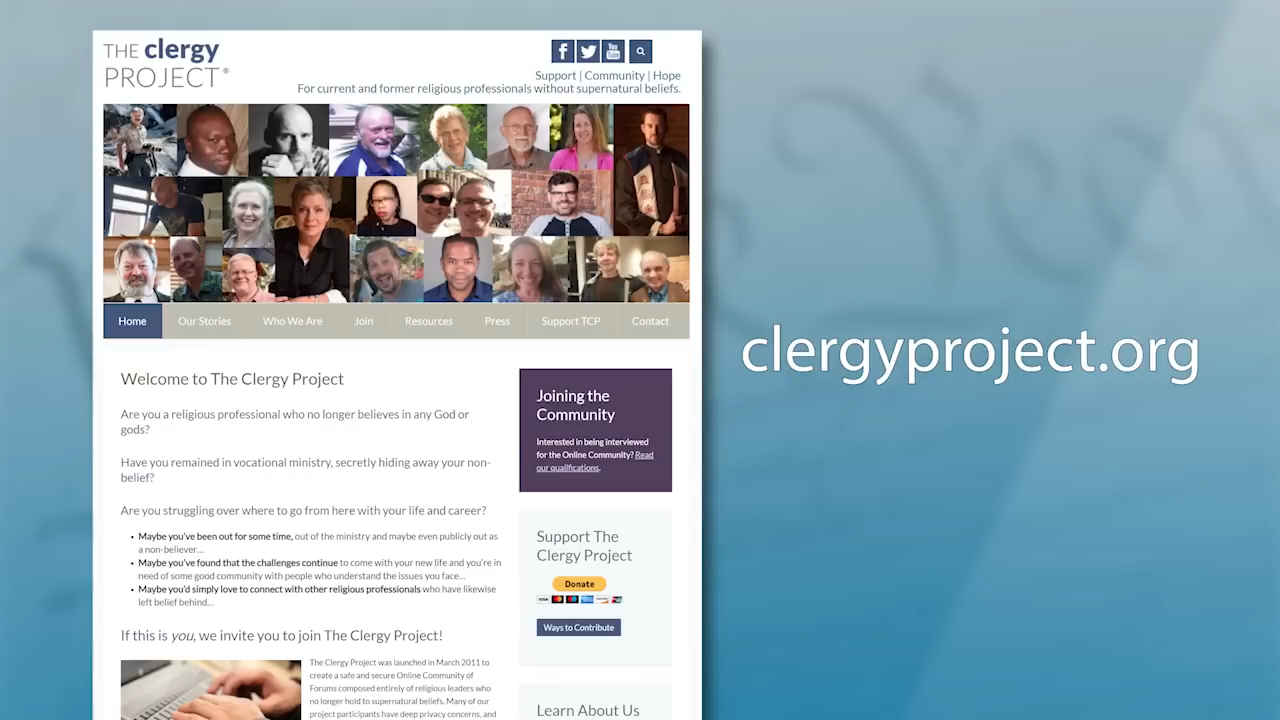 THE clergy
PROJECT®
f
You
Tube
Support | Community | Hope
For current and former religious professionals without supernatural beliefs.
Home
Our Stories
Who We Are
Join
Resources
Press
Support TCP
Contact
clergyproject.org
Welcome to The Clergy Project
Are you a religious professional who no longer believes in any God or
gods?
Have you remained in vocational ministry, secretly hiding away your non-
belief?
Are you struggling over where to go from here with your life and career?
• Maybe you've been out for some time, out of the ministry and maybe even publicly out as
a non-believer...
• Maybe you've found that the challenges continue to come with your new life and you're in
need of some good community with people who understand the issues you face...
• Maybe you'd simply love to connect with other religious professionals who have likewise
left belief behind...
If this is you, we invite you to join The Clergy Project!
The Clergy Project was launched in March 2011 to
create a safe and secure Online Community of
Forums composed entirely of religious leaders who
no longer hold to supernatural beliefs. Many of our
project participants have deep privacy concerns, and
Joining the
Community
Interested in being interviewed
for the Online Community? Read
our qualifications.
Support The
Clergy Project
Donate
VISA
Ways to Contribute
Learn About Us